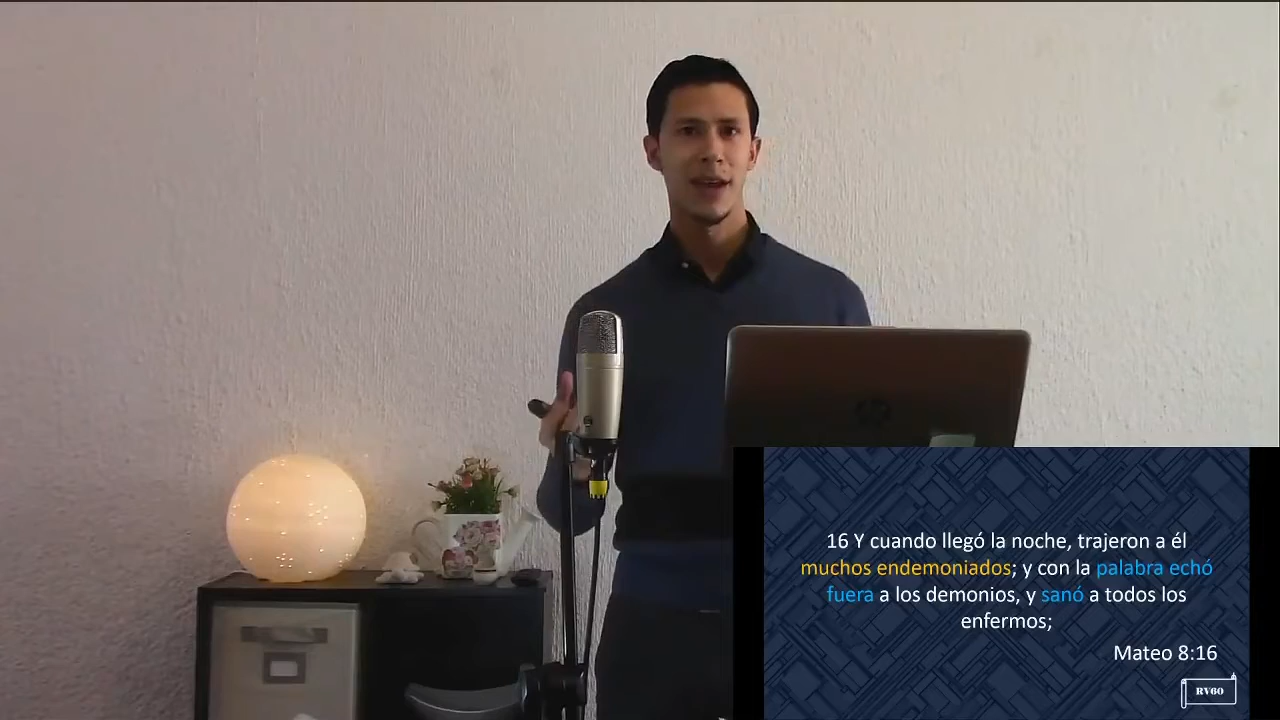 16 Y cuando llegó la noche, trajeron a él
muchos endemoniados; y con la palabra echó
fuera a los demonios, y sanó a todos los
enfermos;
Mateo 8:16
RV60
hp